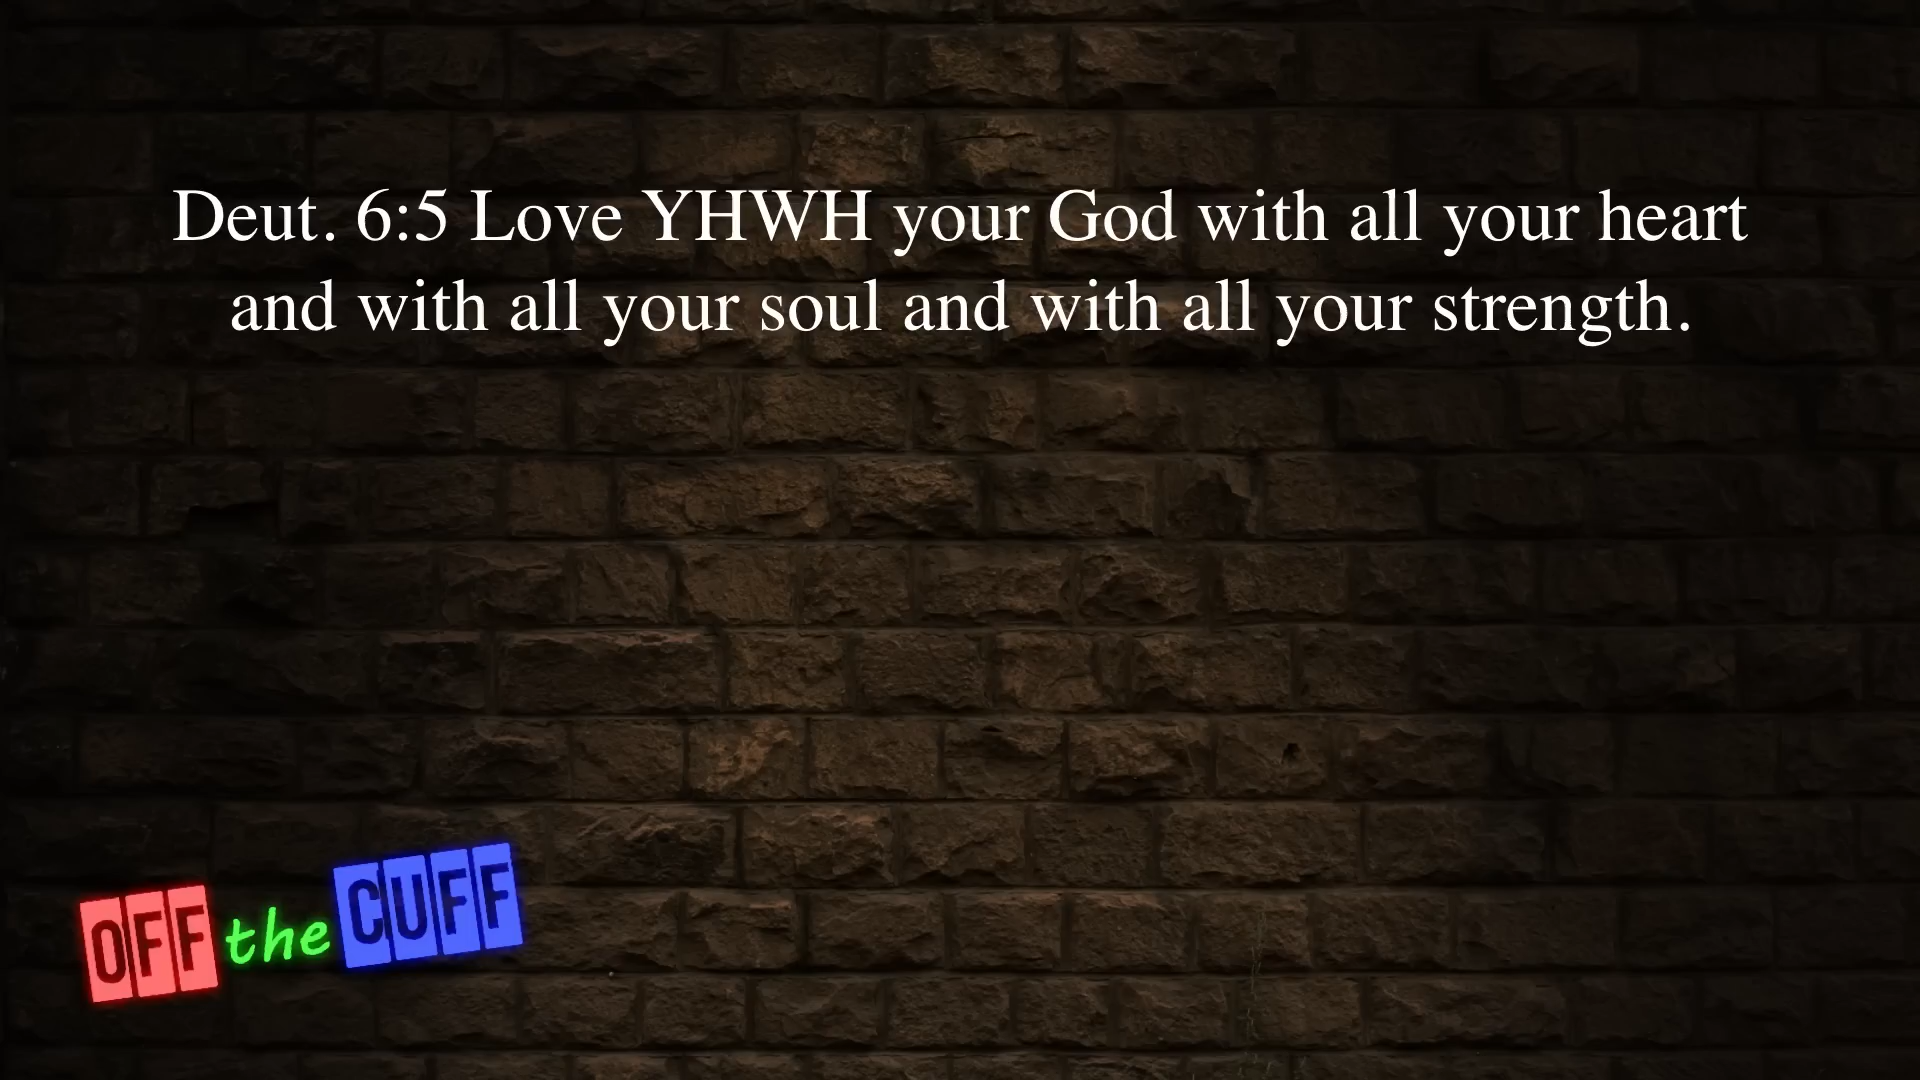 Deut. 6:5 Love YHWH your God with all your heart
and with all your soul and with all your strength.
OFF the CUFF